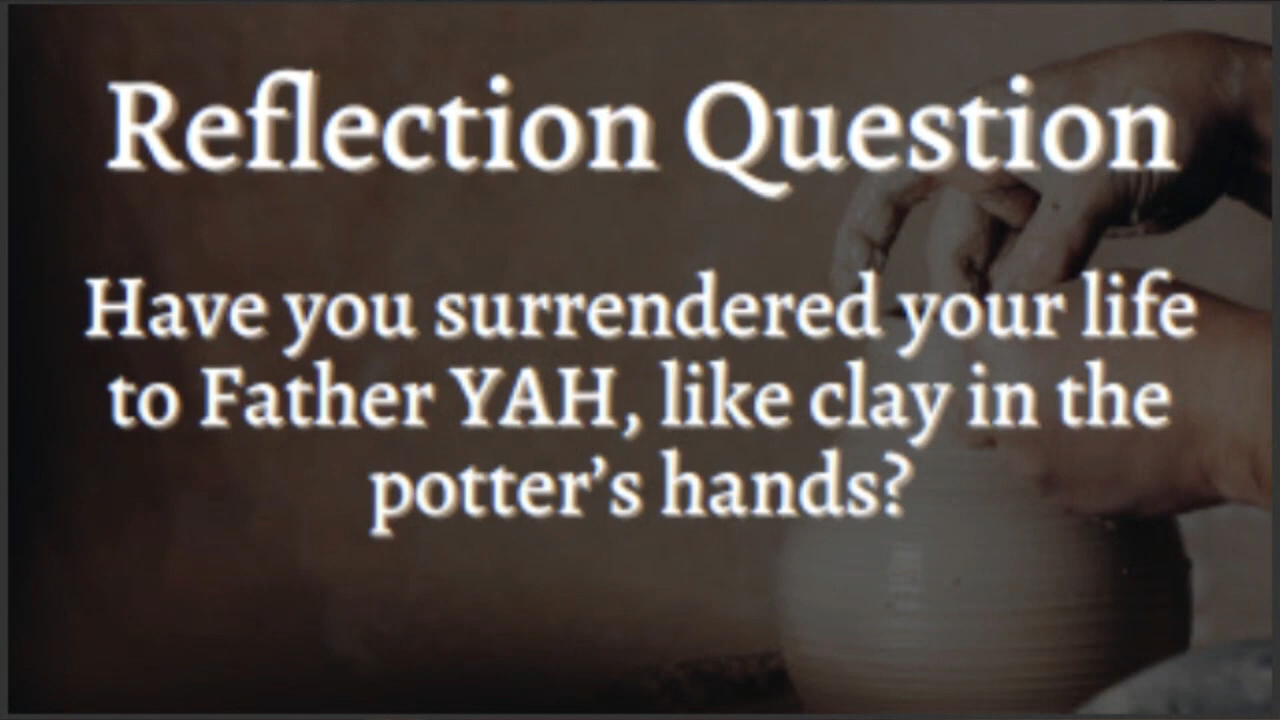 Reflection Question
Have you surrendered your life
to Father YAH, like clay in the
potter’s hands?